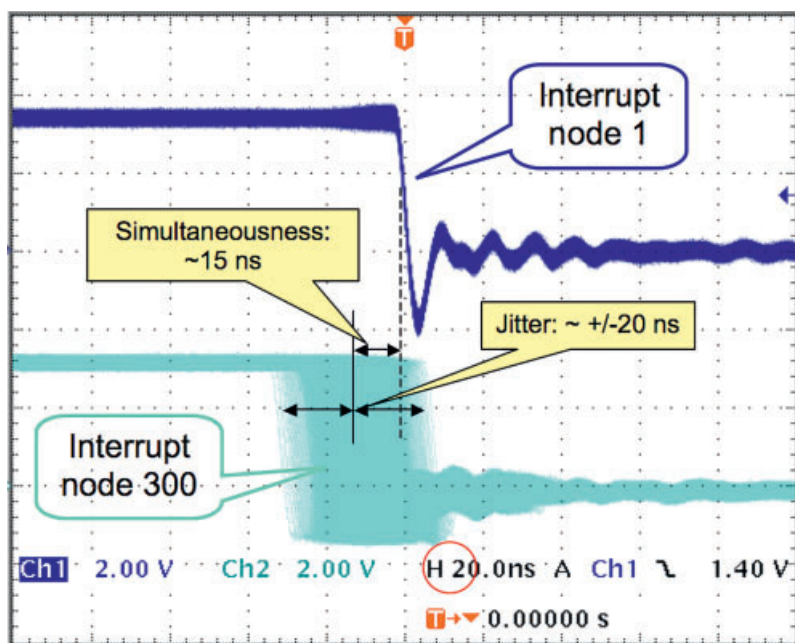 T
Interrupt
node 1
Simultaneousness:
~15 ns
Jitter: ~ +/-20 ns
Interrupt
node 300
Ch1 2.00 V Ch2 2.00 V H 20.0ns A Ch1 1.40 V
T 0.00000 s